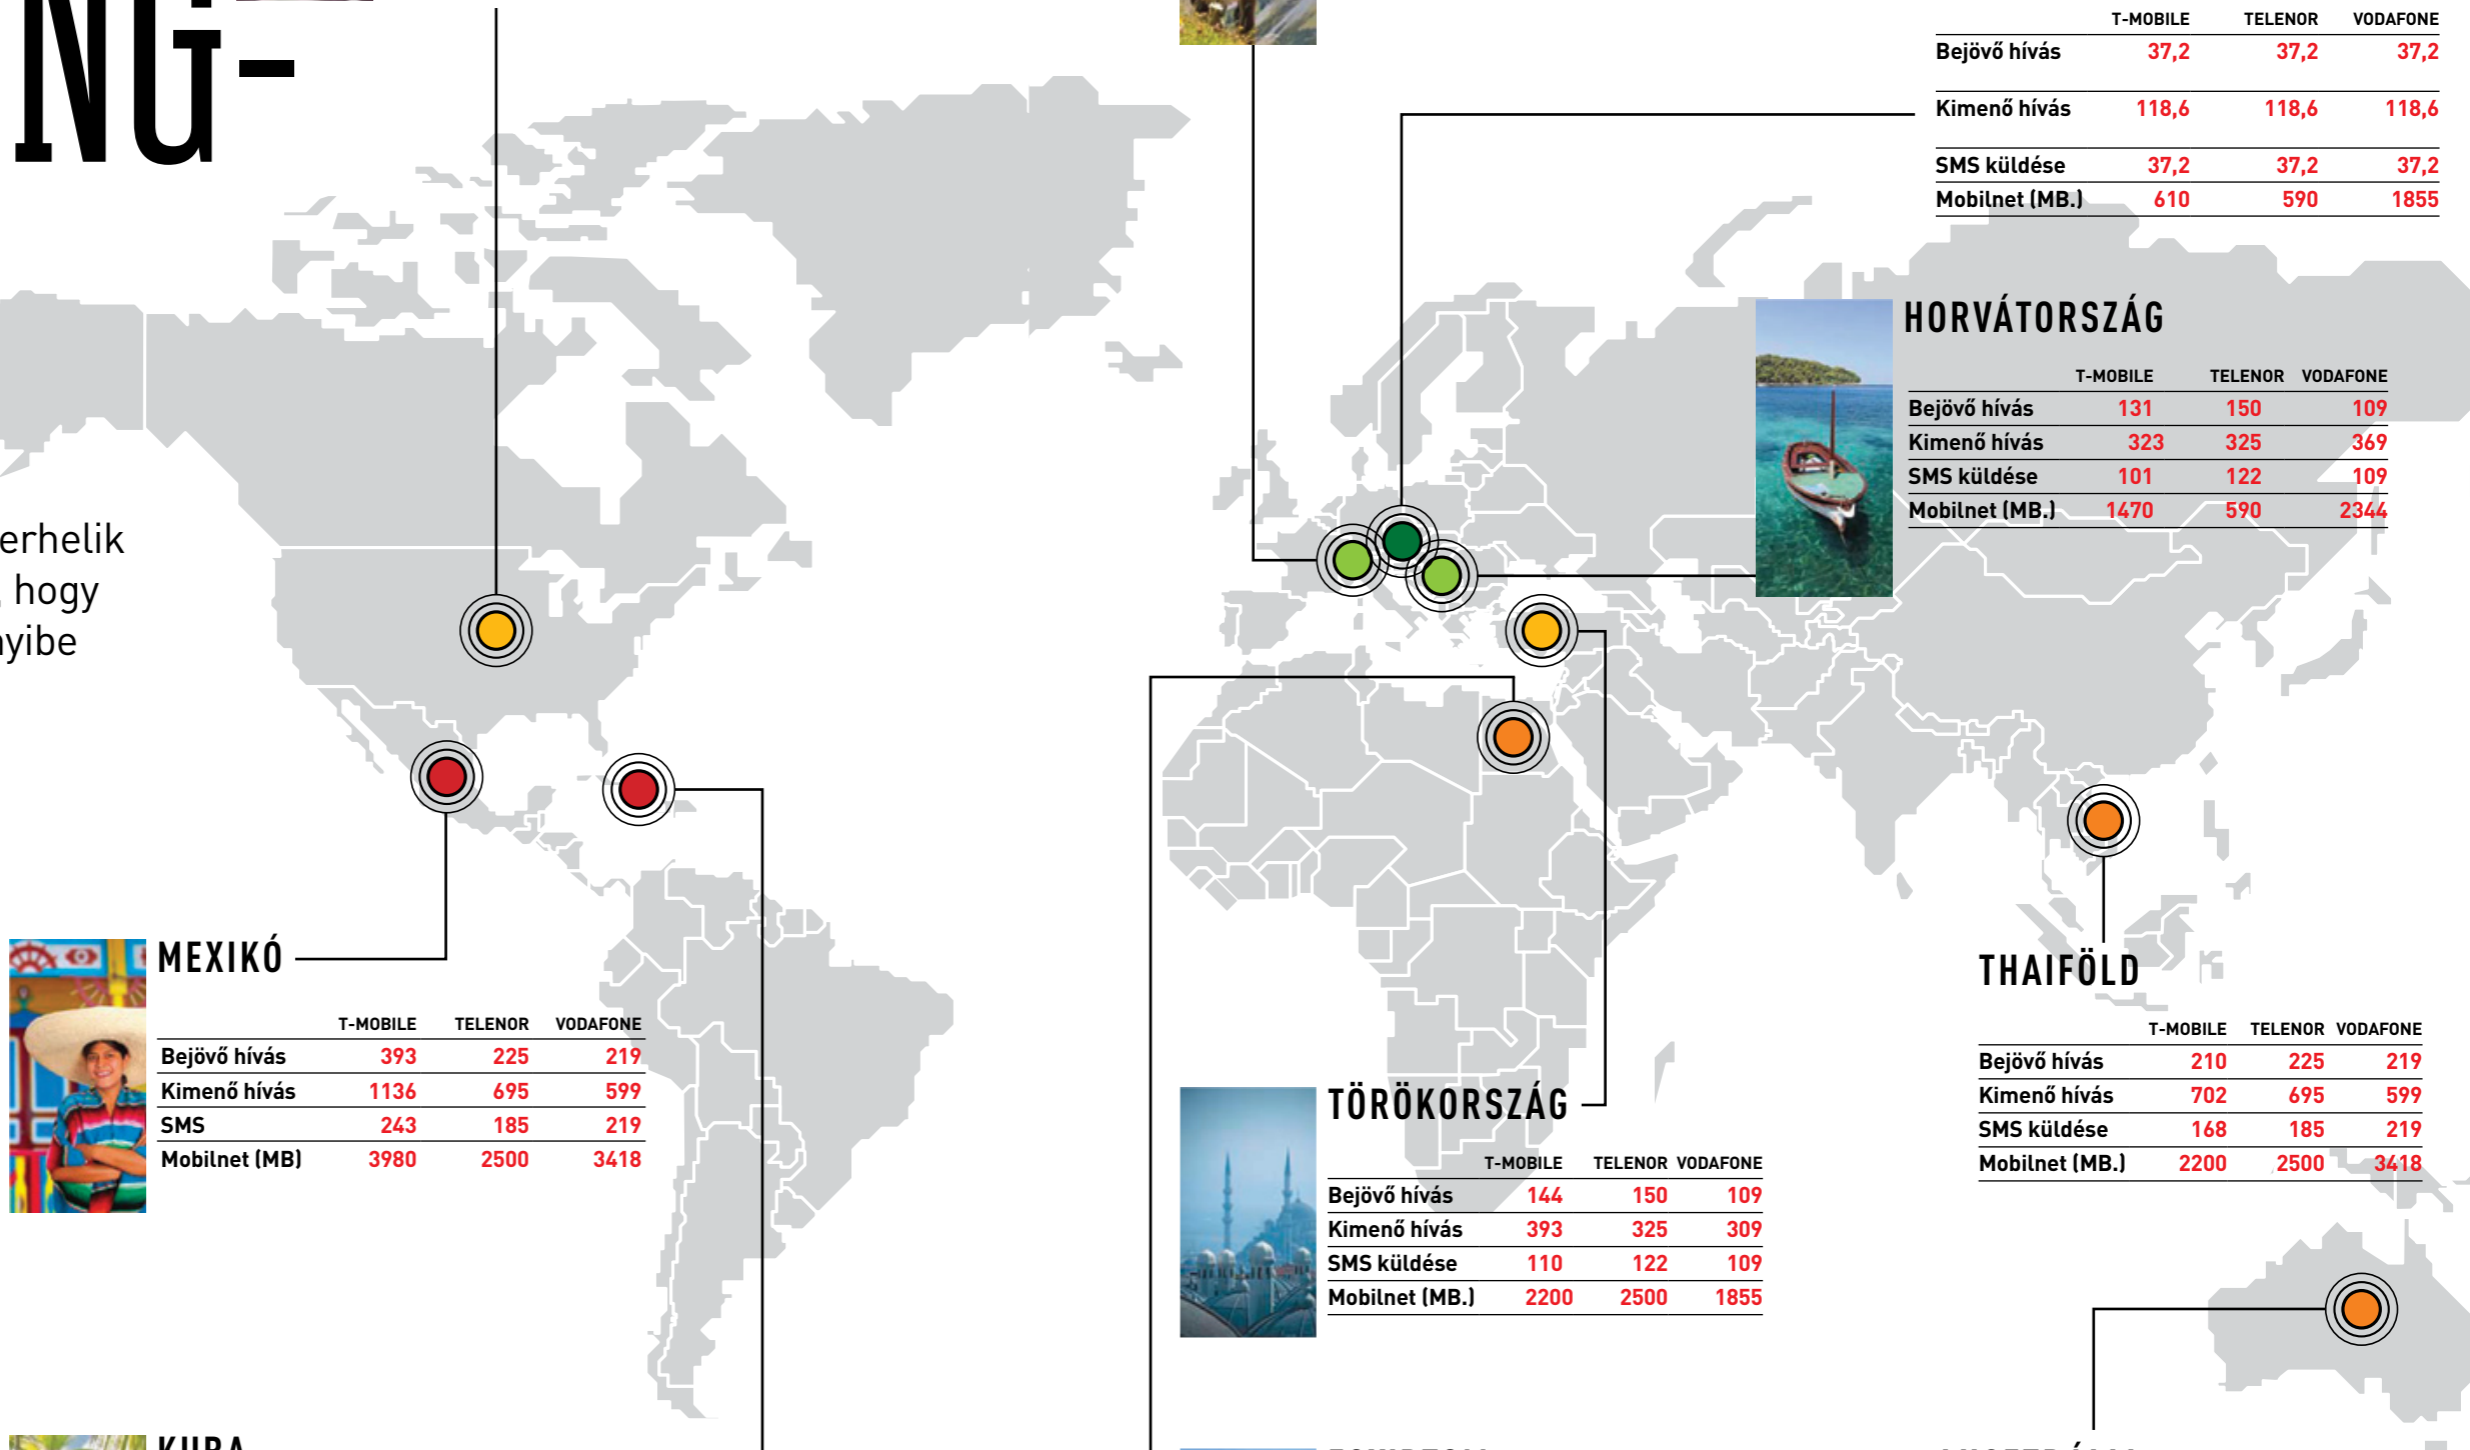 NG-
erhelik
, hogy
nyibe
T-MOBILE TELENOR VODAFONE
Bejövő hívás 37,2 37,2 37,2
Kimenő hívás 118,6 118,6 118,6
SMS küldése 37,2 37,2 37,2
Mobilnet (MB.) 610 590 1855
HORVÁTORSZÁG
T-MOBILE TELENOR VODAFONE
Bejövő hívás 131 150 109
Kimenő hívás 323 325 369
SMS küldése 101 122 109
Mobilnet (MB.) 1470 590 2344
MEXIKÓ
T-MOBILE TELENOR VODAFONE
Bejövő hívás 393 225 219
Kimenő hívás 1136 695 599
SMS 243 185 219
Mobilnet (MB) 3980 2500 3418
THAIFÖLD
T-MOBILE TELENOR VODAFONE
Bejövő hívás 210 225 219
Kimenő hívás 702 695 599
SMS küldése 168 185 219
Mobilnet (MB.) 2200 2500 3418
TÖRÖKORSZÁG
T-MOBILE TELENOR VODAFONE
Bejövő hívás 144 150 109
Kimenő hívás 393 325 309
SMS küldése 110 122 109
Mobilnet (MB.) 2200 2500 1855
KUBA